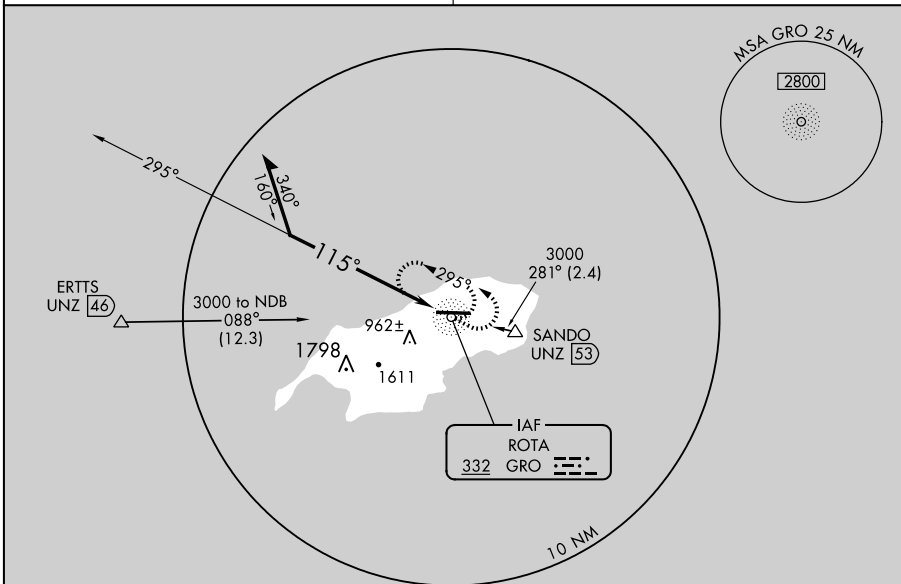 MSA GRO 25 NM
2800
295°
340°
160°
115°
295°
3000
281° (2.4)
ERTTS
UNZ 46
3000 to NDB
088°
(12.3)
962±
SANDO
UNZ 53
1798
1611
IAF
ROTA
332 GRO
10 NM